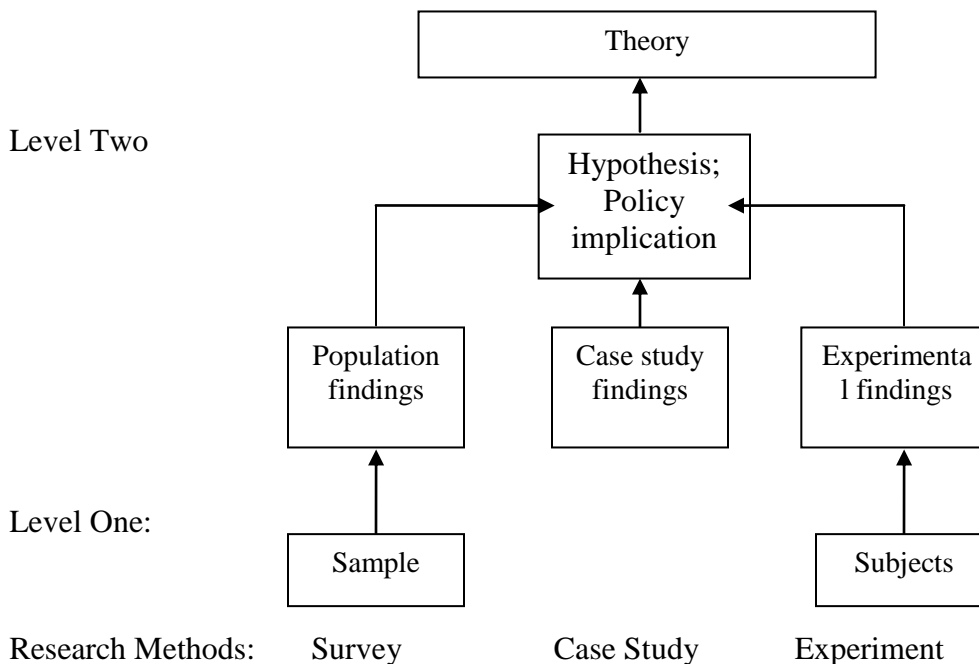 Theory
Level Two
Hypothesis;
Policy
implication
Population
findings
Case study
findings
Experimenta
l findings
Level One:
Sample
Subjects
Research Methods: Survey Case Study Experiment